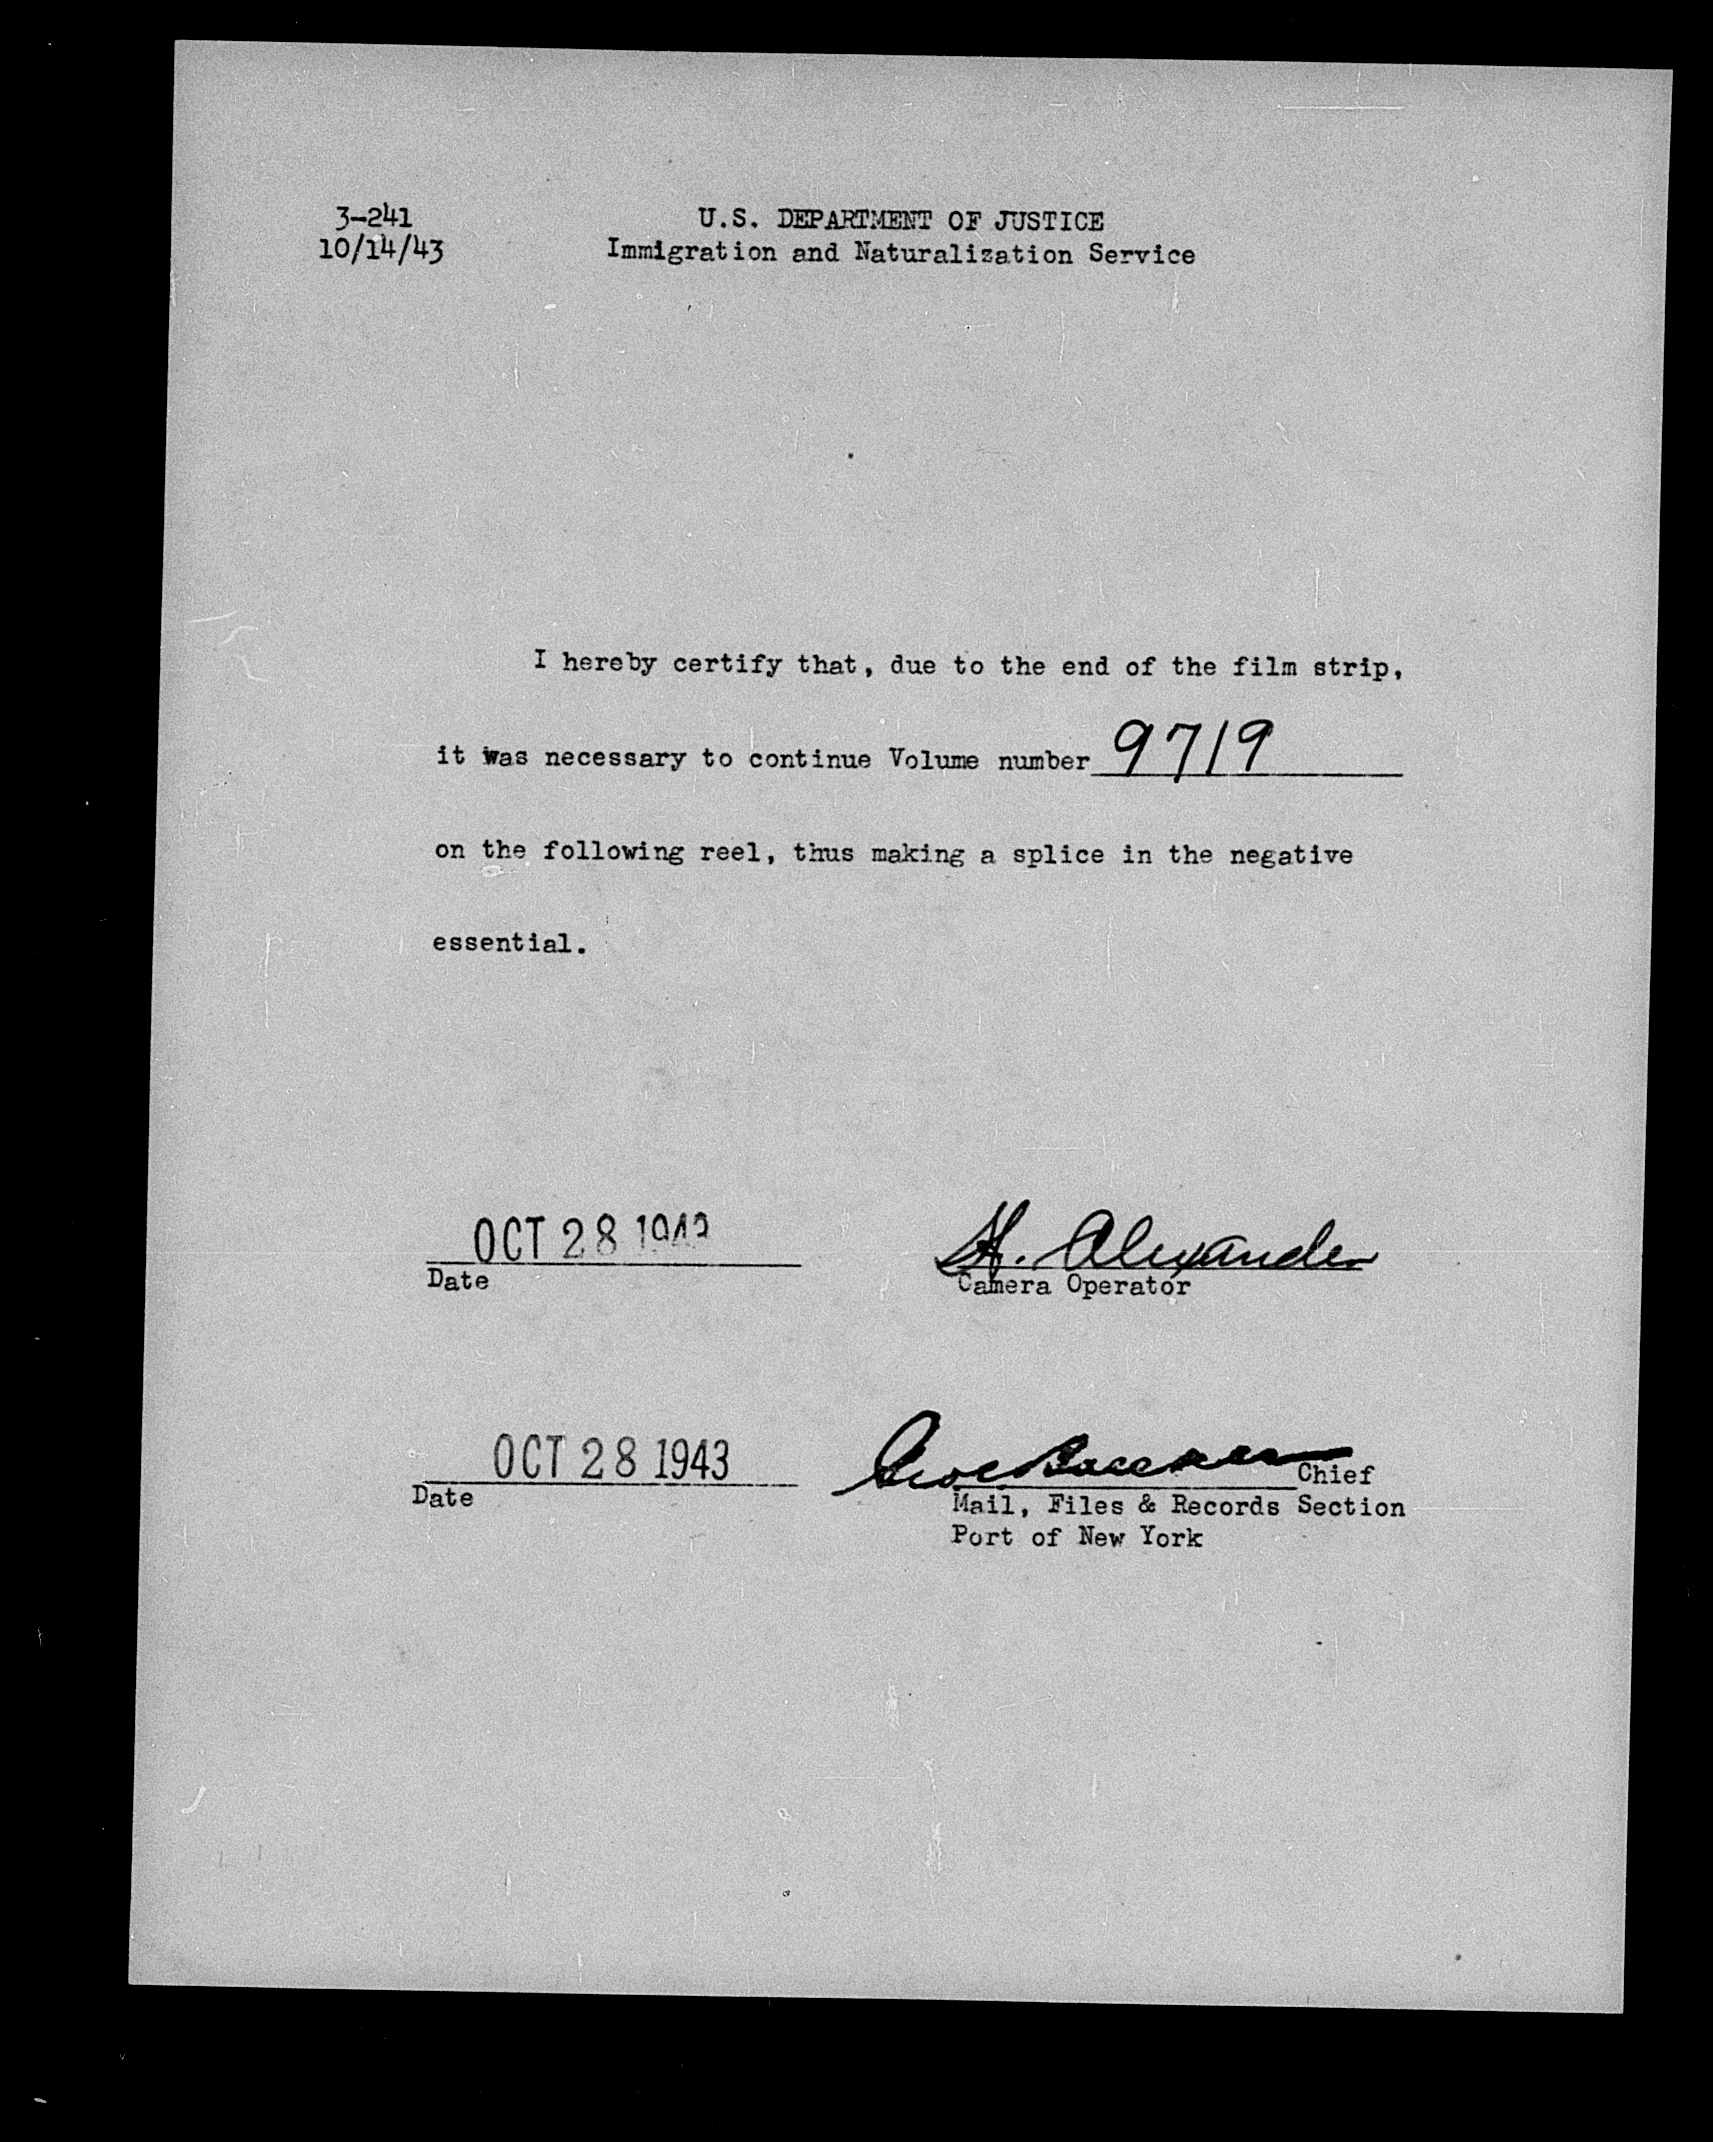 3-241
10/14/43
U.S. DEPARTMENT OF JUSTICE
Immigration and Naturalization Service
I hereby certify that, due to the end of the film strip,
it was necessary to continue Volume number 9719
on the following reel, thus making a splice in the negative
essential.
OCT 28 1943
Date
H. Alexander
Camera Operator
OCT 28 1943
Date
Chief
Mail, Files & Records Section
Port of New York